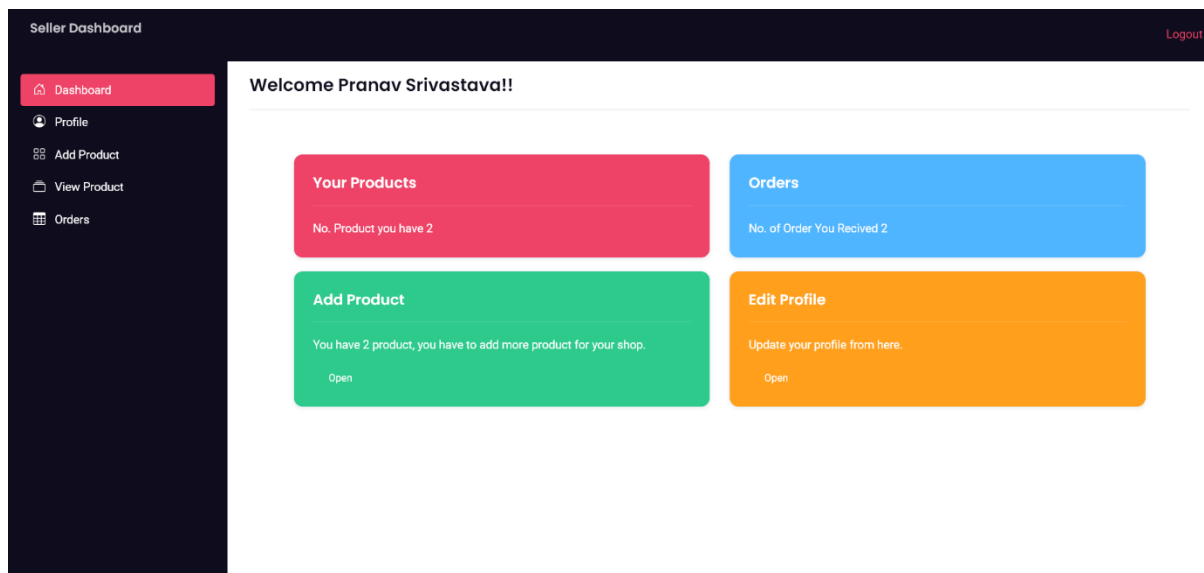 Seller Dashboard
Logout
Dashboard
Profile
Add Product
View Product
Orders
Welcome Pranav Srivastava!!
Your Products
No. Product you have 2
Orders
No. of Order You Recived 2
Add Product
You have 2 product, you have to add more product for your shop.
Open
Edit Profile
Update your profile from here.
Open